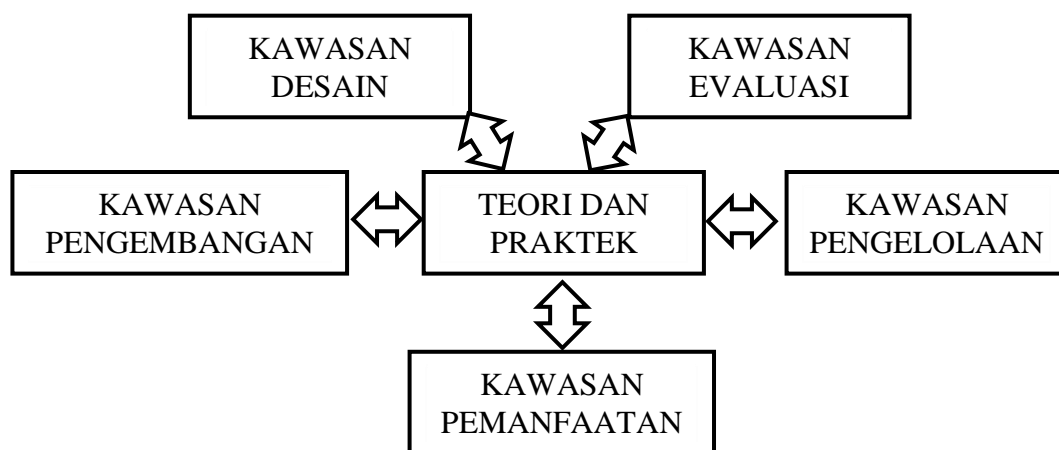 KAWASAN
DESAIN
KAWASAN
EVALUASI
KAWASAN
PENGEMBANGAN
TEORI DAN
PRAKTEK
KAWASAN
PENGELOLAAN
KAWASAN
PEMANFAATAN